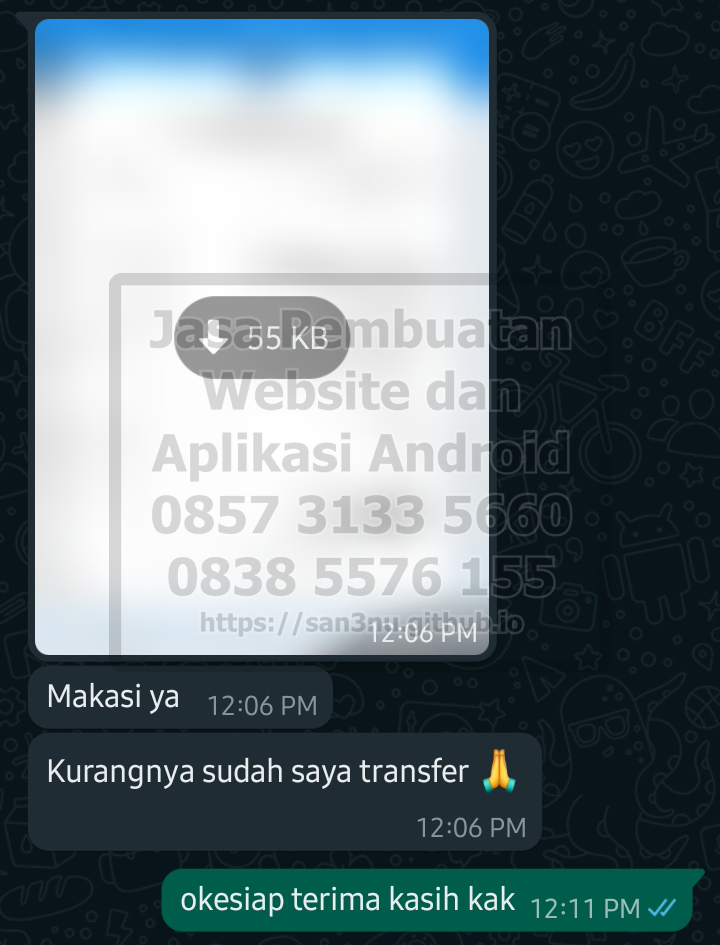 55 KB
Jasa Pembuatan
Website dan
Aplikasi Android
0857 3133 5660
0838 5576 155
https://san3nu.github.io
12:06 PM
Makasi ya 12:06 PM
Kurangnya sudah saya transfer 🙏
12:06 PM
okesiap terima kasih kak 12:11 PM